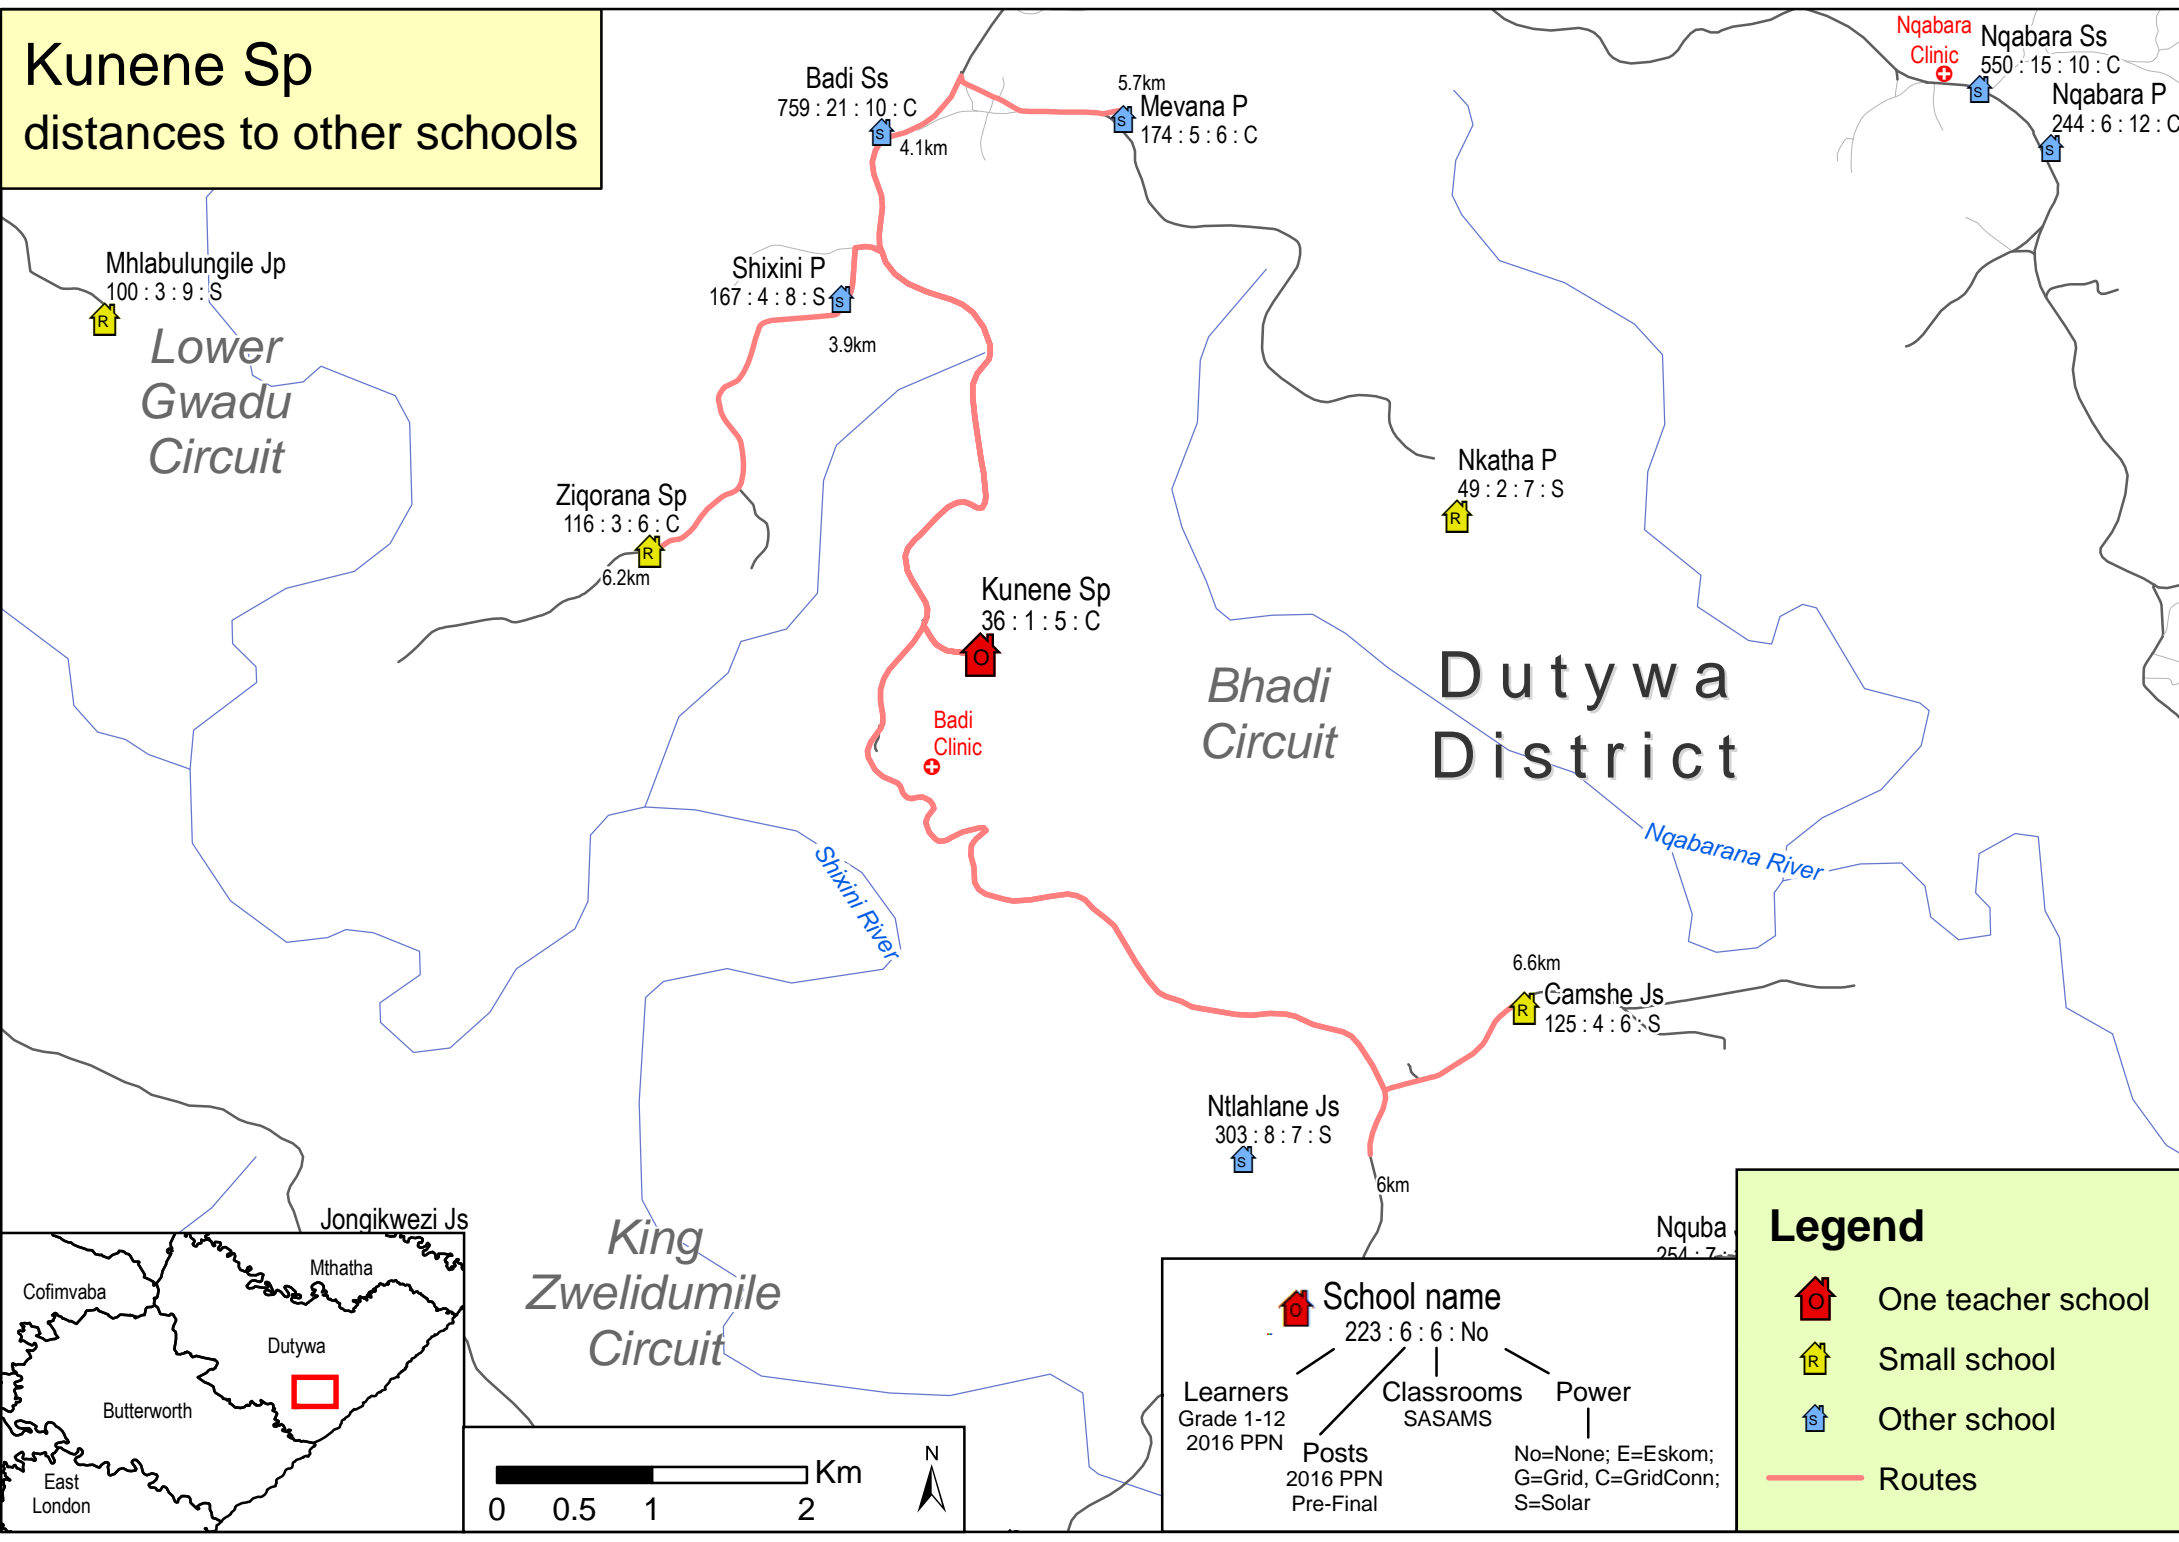 Kunene Sp
distances to other schools
Badi Ss
759 : 21 : 10 : C
4.1km
5.7km
Mevana P
174 : 5 : 6 : C
Nqabara
Clinic
Nqabara Ss
550 : 15 : 10 : C
Nqabara P
244 : 6 : 12 : C
S
S
S
S
Mhlabulungile Jp
100 : 3 : 9 : S
R
Lower
Gwadu
Circuit
Shixini P
167 : 4 : 8 : S
S
3.9km
Ziqorana Sp
116 : 3 : 6 : C
R
6.2km
Nkatha P
49 : 2 : 7 : S
R
Kunene Sp
36 : 1 : 5 : C
O
Badi
Clinic
Bhadi
Circuit
Dutywa
District
Nqabarana River
Shixini River
6.6km
Camshe Js
125 : 4 : 6 : S
R
Ntlahlane Js
303 : 8 : 7 : S
S
6km
Nquba
254 : 7 :
Jongikwezi Js
King
Zwelidumile
Circuit
Cofimvaba
Mthatha
Dutywa
Butterworth
East
London
Km
0 0.5 1 2
N
O
School name
223 : 6 : 6 : No
Learners
Grade 1-12
2016 PPN
Posts
2016 PPN
Pre-Final
Classrooms
SASAMS
Power
No=None; E=Eskom;
G=Grid, C=GridConn;
S=Solar
Legend
O One teacher school
R Small school
S Other school
Routes